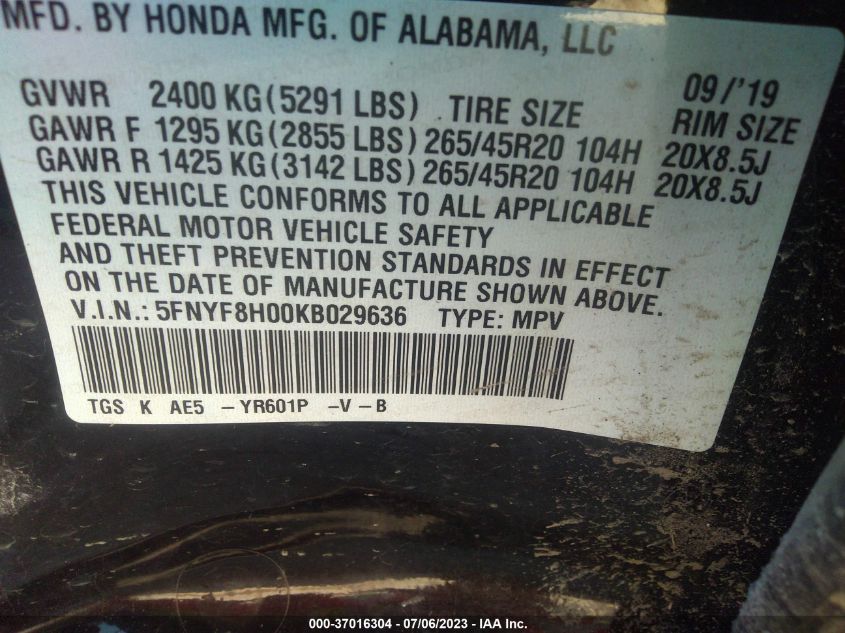 MFD. BY HONDA MFG. OF ALABAMA, LLC
09/'19
GVWR 2400 KG(5291 LBS) TIRE SIZE RIM SIZE
GAWR F 1295 KG(2855 LBS) 265/45R20 104H 20X8.5J
GAWR R 1425 KG(3142 LBS) 265/45R20 104H 20X8.5J
THIS VEHICLE CONFORMS TO ALL APPLICABLE
FEDERAL MOTOR VEHICLE SAFETY
AND THEFT PREVENTION STANDARDS IN EFFECT
ON THE DATE OF MANUFACTURE SHOWN ABOVE.
V.I.N.: 5FNYF8H00KB029636 TYPE: MPV
TGS K AE5 -YR601P -V-B
000-37016304 - 07/06/2023 - IAA Inc.